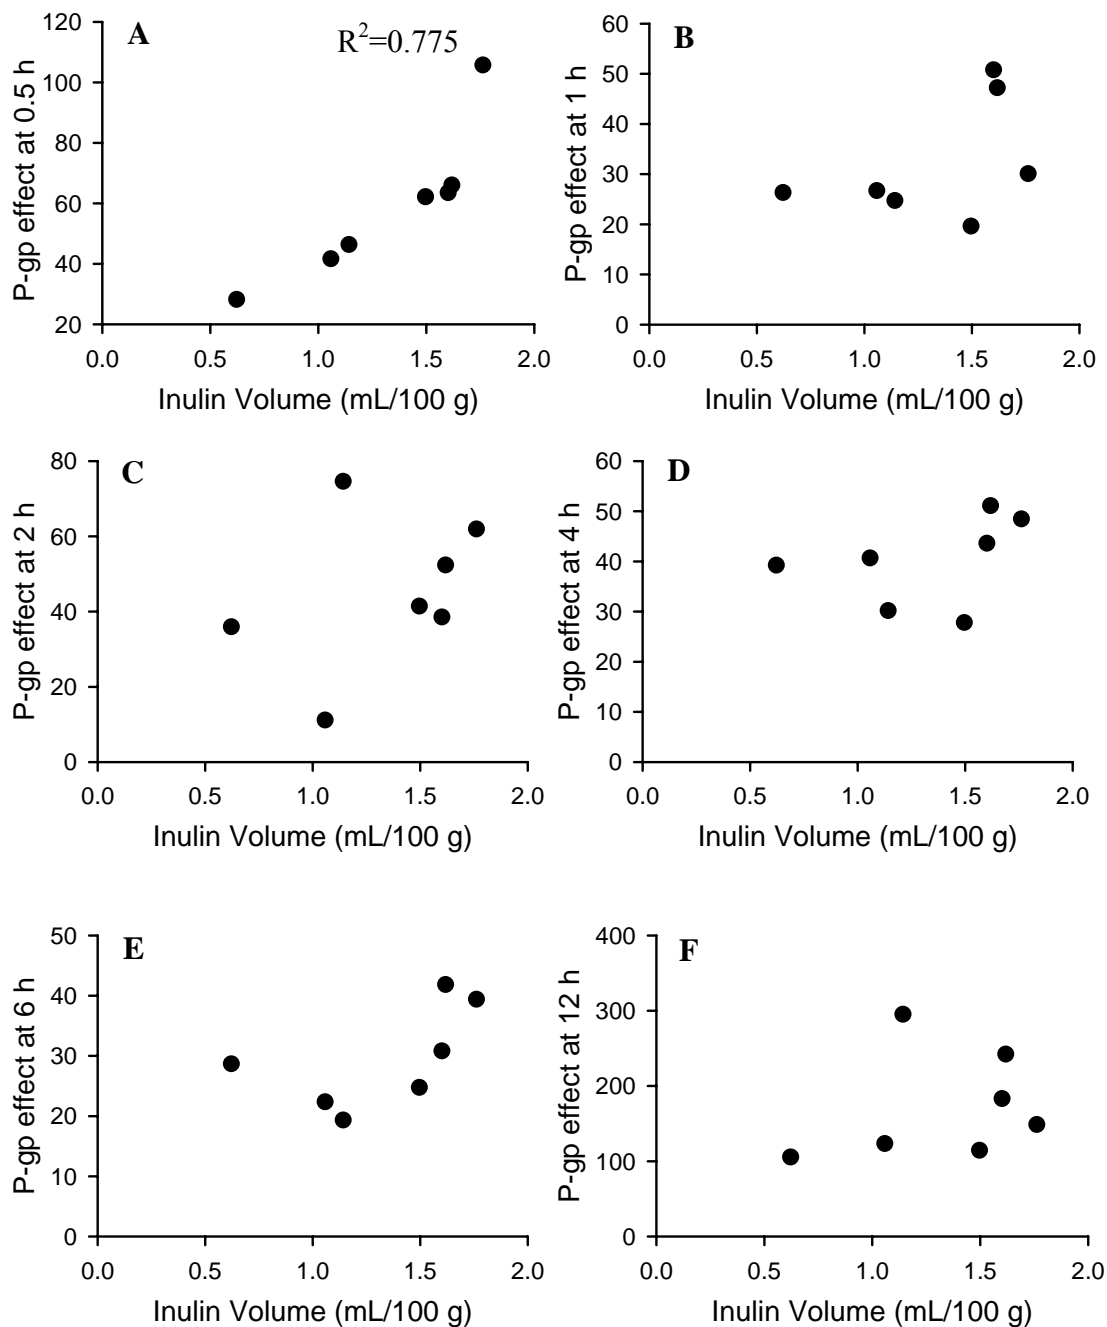 A
R²=0.775
P-gp effect at 0.5 h
120
100
80
60
40
20
0.0 0.5 1.0 1.5 2.0
Inulin Volume (mL/100 g)
B
P-gp effect at 1 h
60
50
40
30
20
10
0
0.0 0.5 1.0 1.5 2.0
Inulin Volume (mL/100 g)
C
P-gp effect at 2 h
80
60
40
20
0
0.0 0.5 1.0 1.5 2.0
Inulin Volume (mL/100 g)
D
P-gp effect at 4 h
60
50
40
30
20
10
0
0.0 0.5 1.0 1.5 2.0
Inulin Volume (mL/100 g)
E
P-gp effect at 6 h
50
40
30
20
10
0
0.0 0.5 1.0 1.5 2.0
Inulin Volume (mL/100 g)
F
P-gp effect at 12 h
400
300
200
100
0
0.0 0.5 1.0 1.5 2.0
Inulin Volume (mL/100 g)